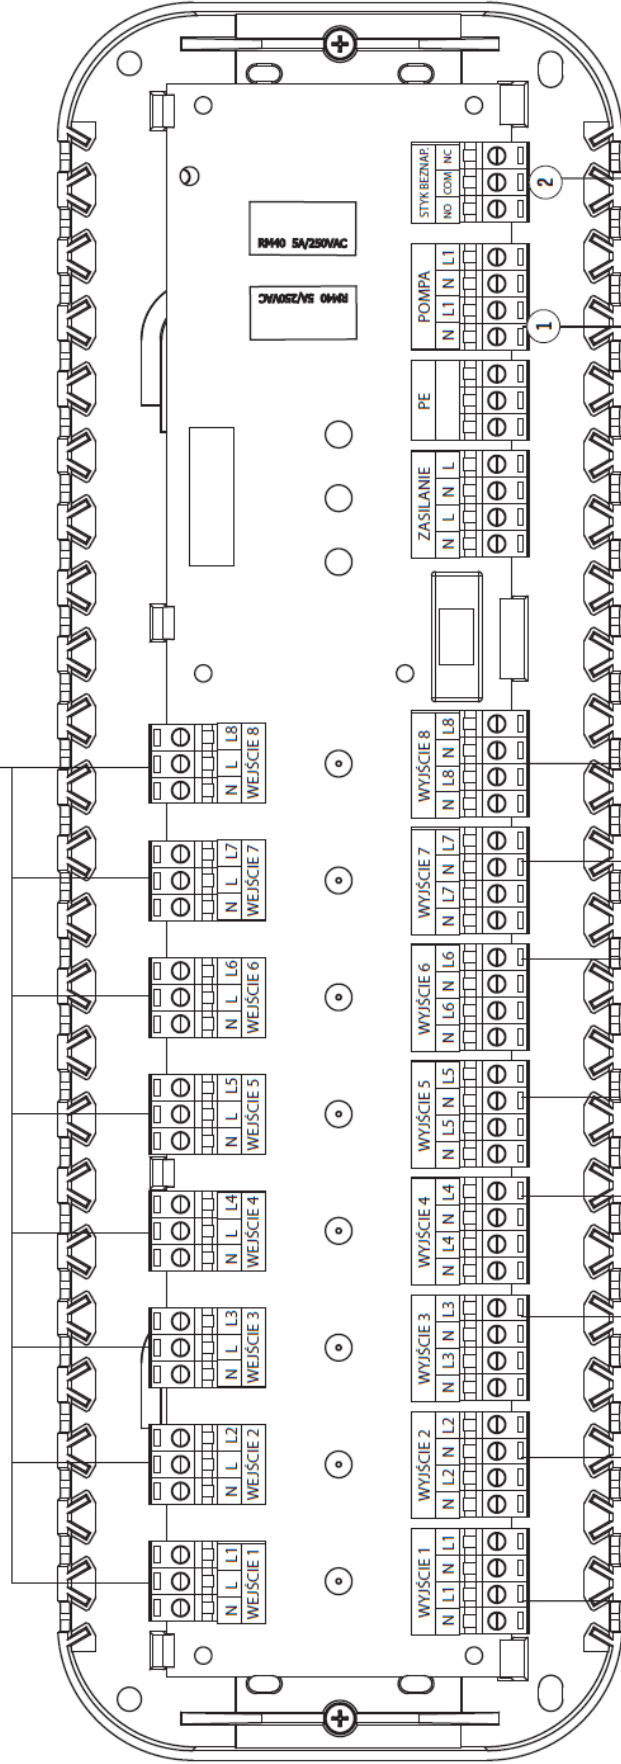 STYK BEZNAP.
NO COM NC
2
RM40 5A/250VAC
RM40 5A/250VAC
POMPA
N L1 N L1
1
PE
ZASILANIE
N L N L
WEJŚCIE 8
N L L8
WYJŚCIE 8
N L8 N L8
WEJŚCIE 7
N L L7
WYJŚCIE 7
N L7 N L7
WEJŚCIE 6
N L L6
WYJŚCIE 6
N L6 N L6
WEJŚCIE 5
N L L5
WYJŚCIE 5
N L5 N L5
WEJŚCIE 4
N L L4
WYJŚCIE 4
N L4 N L4
WEJŚCIE 3
N L L3
WYJŚCIE 3
N L3 N L3
WEJŚCIE 2
N L L2
WYJŚCIE 2
N L2 N L2
WEJŚCIE 1
N L L1
WYJŚCIE 1
N L1 N L1